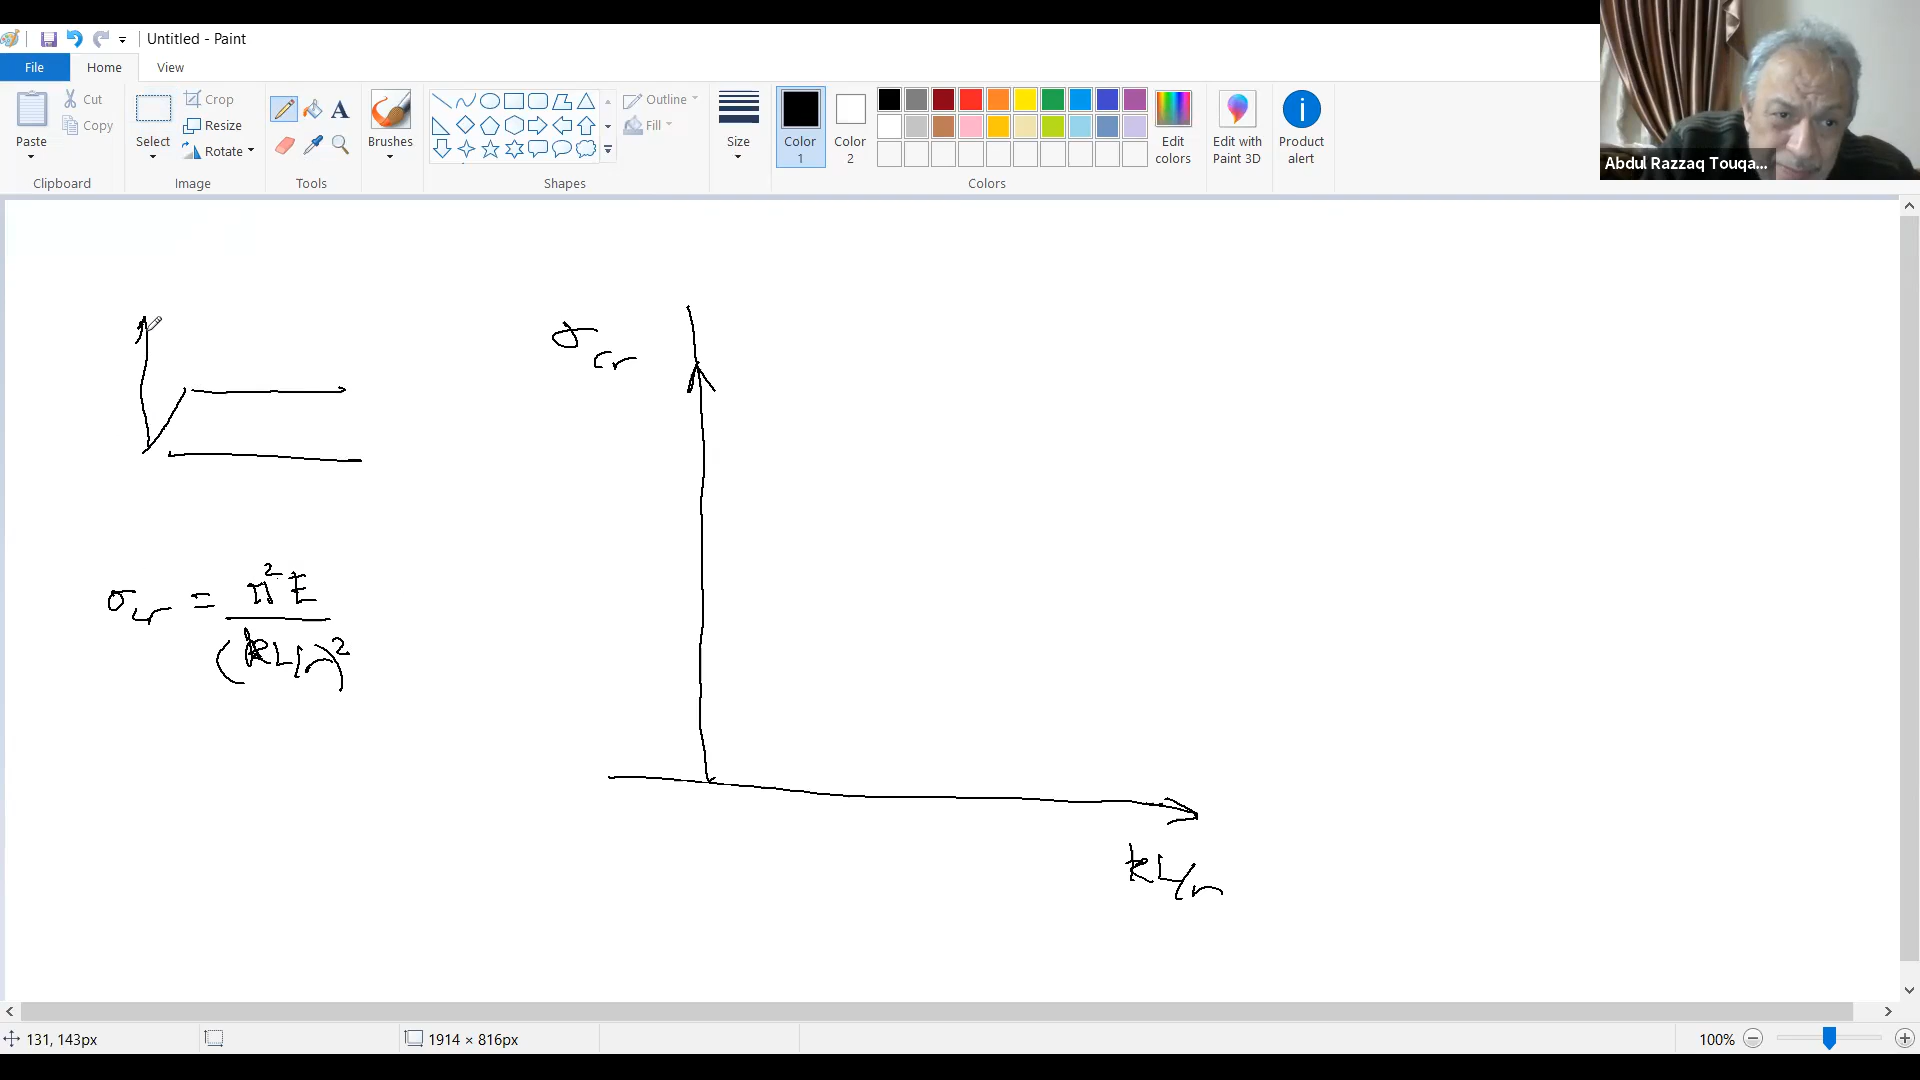 Untitled - Paint
File Home View
Paste
Cut
Copy
Clipboard
Select
Crop
Resize
Rotate
Image
A
Tools
Brushes
Shapes
Outline
Fill
Size
Color 1
Color 2
Edit colors
Colors
Edit with Paint 3D
Product alert
Abdul Razzaq Touqa...
σcr
σcr = π²E
(kL/r)²
kL/r
131, 143px
1914 × 816px
100%